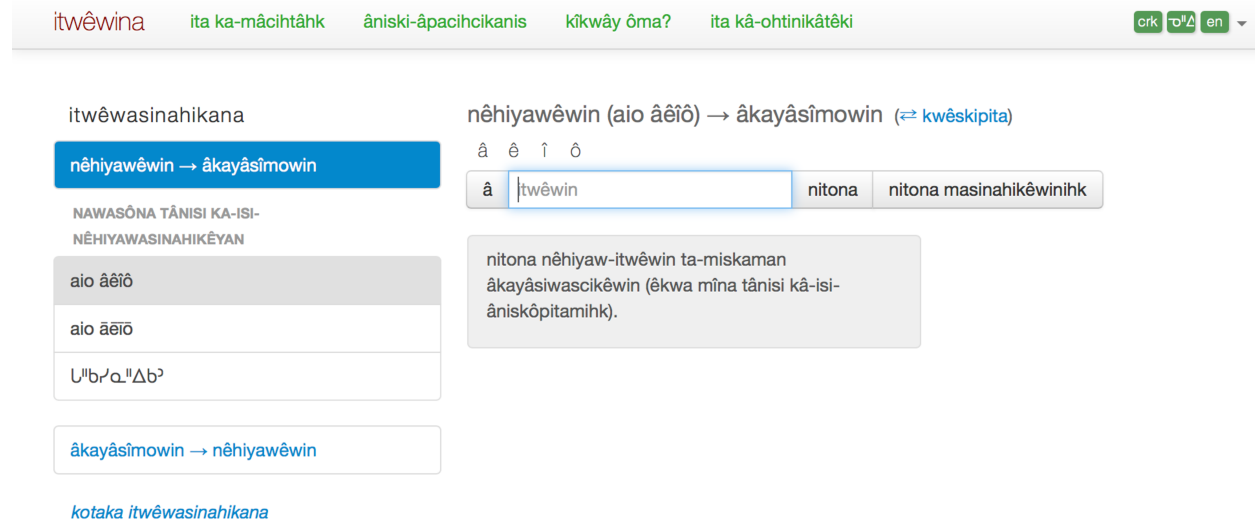 itwêwina ita ka-mâcihtâhk âniski-âpacihcikanis kîkwây ôma? ita kâ-ohtinikâtêki crk ᓀᐦᐃ en
itwêwasinahikana
nêhiyawêwin → âkayâsîmowin
NAWASÔNA TÂNISI KA-ISI-
NÊHIYAWASINAHIKÊYAN
aio âêîô
aio āēīō
ᒐᐦᑲᓯᓇᐦᐃᑲᐣ
âkayâsîmowin → nêhiyawêwin
kotaka itwêwasinahikana
nêhiyawêwin (aio âêîô) → âkayâsîmowin (⇄ kwêskipita)
â ê î ô
â itwêwin nitona nitona masinahikêwinihk
nitona nêhiyaw-itwêwin ta-miskaman
âkayâsiwascikêwin (êkwa mîna tânisi kâ-isi-
âniskôpitamihk).